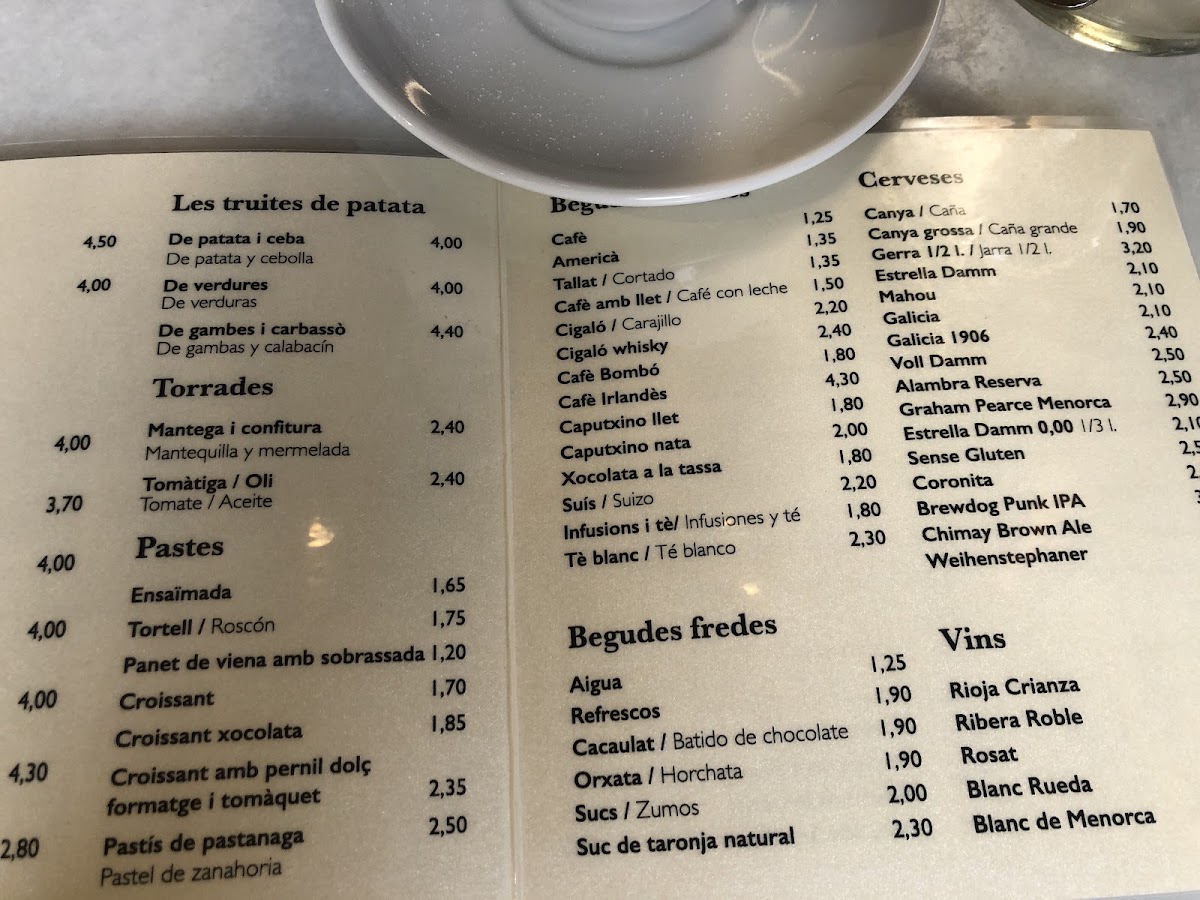 4,50
4,00
4,00
3,70
4,00
4,00
4,00
4,30
2,80
Les truites de patata
De patata i ceba 4,00
De patata y cebolla
De verdures 4,00
De verduras
De gambes i carbassò 4,40
De gambas y calabacín
Torrades
Mantega i confitura 2,40
Mantequilla y mermelada
Tomàtiga / Oli 2,40
Tomate / Aceite
Pastes
Ensaïmada 1,65
Tortell / Roscón 1,75
Panet de viena amb sobrassada 1,20
Croissant 1,70
Croissant xocolata 1,85
Croissant amb pernil dolç
formatge i tomàquet 2,35
Pastís de pastanaga 2,50
Pastel de zanahoria
Cafè 1,25
Americà 1,35
Tallat / Cortado 1,35
Cafè amb llet / Café con leche 1,50
Cigaló / Carajillo 2,20
Cigaló whisky 2,40
Cafè Bombó 1,80
Cafè Irlandès 4,30
Caputxino llet 1,80
Caputxino nata 2,00
Xocolata a la tassa 1,80
Suís / Suizo 2,20
Infusions i tè/ Infusiones y té 1,80
Tè blanc / Té blanco 2,30
Begudes fredes
Aigua 1,25
Refrescos 1,90
Cacaulat / Batido de chocolate 1,90
Orxata / Horchata 1,90
Sucs / Zumos 2,00
Suc de taronja natural 2,30
Cerveses
Canya / Caña 1,70
Canya grossa / Caña grande 1,90
Gerra 1/2 l. / Jarra 1/2 l. 3,20
Estrella Damm 2,10
Mahou 2,10
Galicia 2,10
Galicia 1906 2,40
Voll Damm 2,50
Alambra Reserva 2,50
Graham Pearce Menorca 2,90
Estrella Damm 0,00 1/3 l.
Sense Gluten
Coronita
Brewdog Punk IPA
Chimay Brown Ale
Weihenstephaner
Vins
Rioja Crianza
Ribera Roble
Rosat
Blanc Rueda
Blanc de Menorca